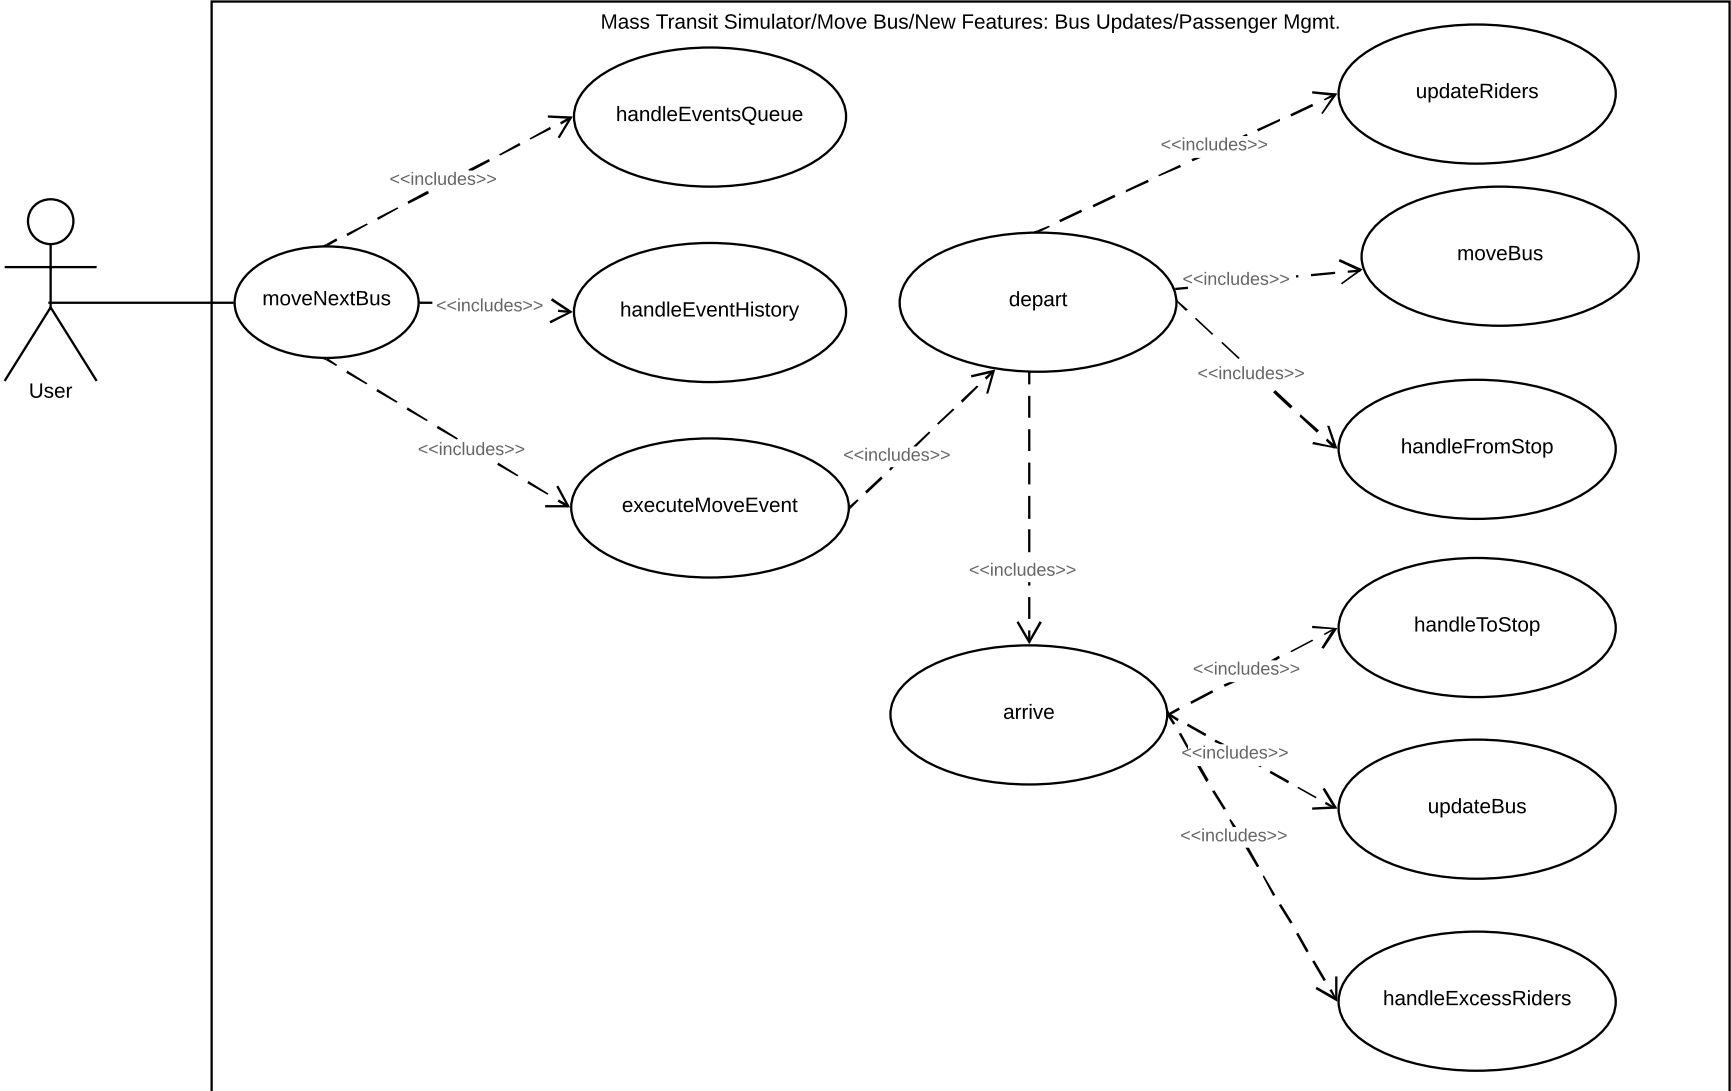 Mass Transit Simulator/Move Bus/New Features: Bus Updates/Passenger Mgmt.
User
moveNextBus
<<includes>>
handleEventsQueue
<<includes>>
handleEventHistory
<<includes>>
executeMoveEvent
<<includes>>
depart
<<includes>>
updateRiders
<<includes>>
moveBus
<<includes>>
handleFromStop
<<includes>>
arrive
<<includes>>
handleToStop
<<includes>>
updateBus
<<includes>>
handleExcessRiders